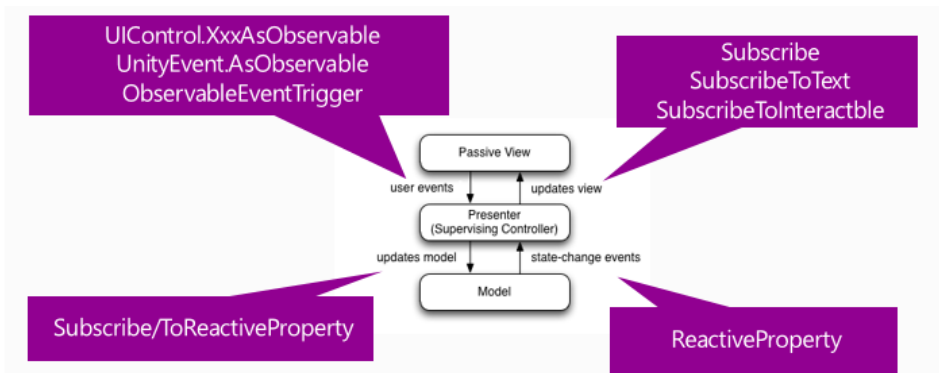 UIControl.XxxAsObservable
UnityEvent.AsObservable
ObservableEventTrigger
Subscribe
SubscribeToText
SubscribeToInteractble
Passive View
user events
updates view
Presenter
(Supervising Controller)
updates model
state-change events
Model
Subscribe/ToReactiveProperty
ReactiveProperty